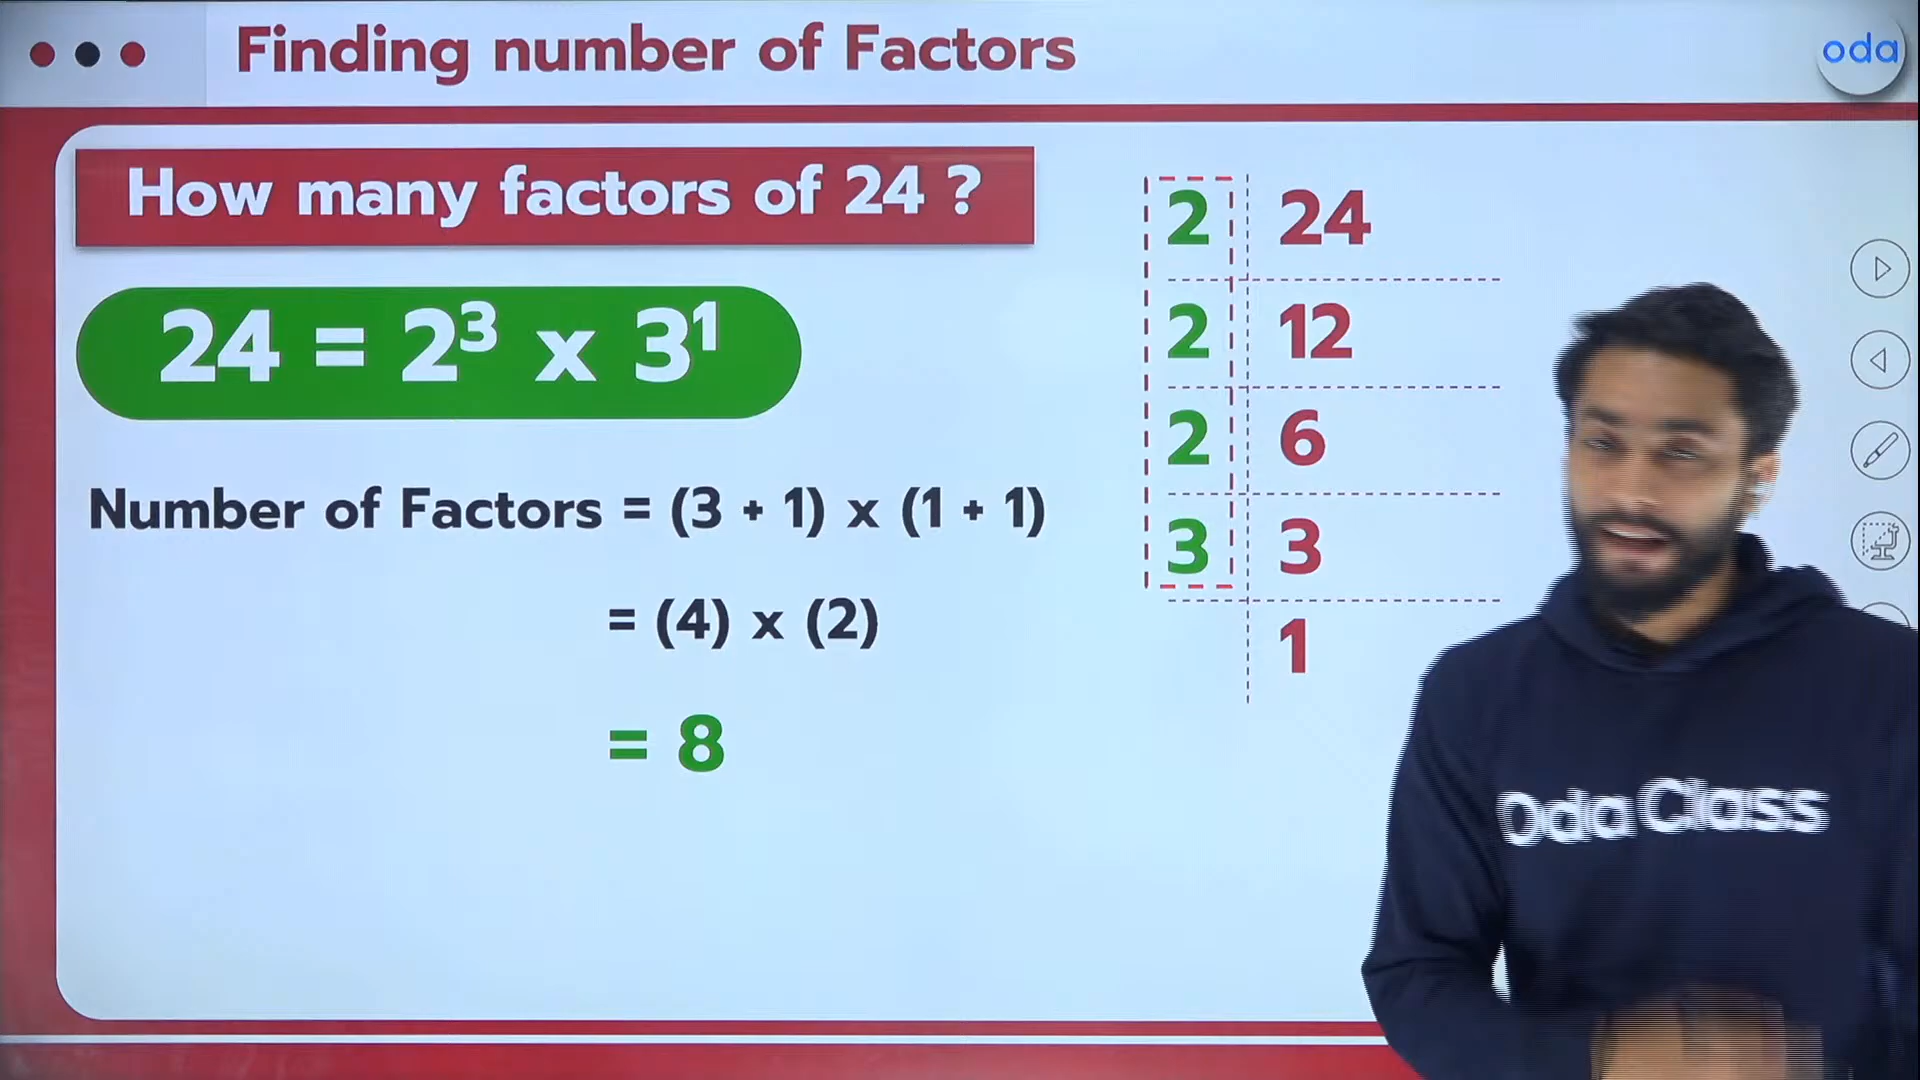 Finding number of Factors
oda
How many factors of 24 ?
24 = 2³ x 3¹
Number of Factors = (3 + 1) x (1 + 1)
= (4) x (2)
= 8
2 24
2 12
2 6
3 3
1
Oda Class